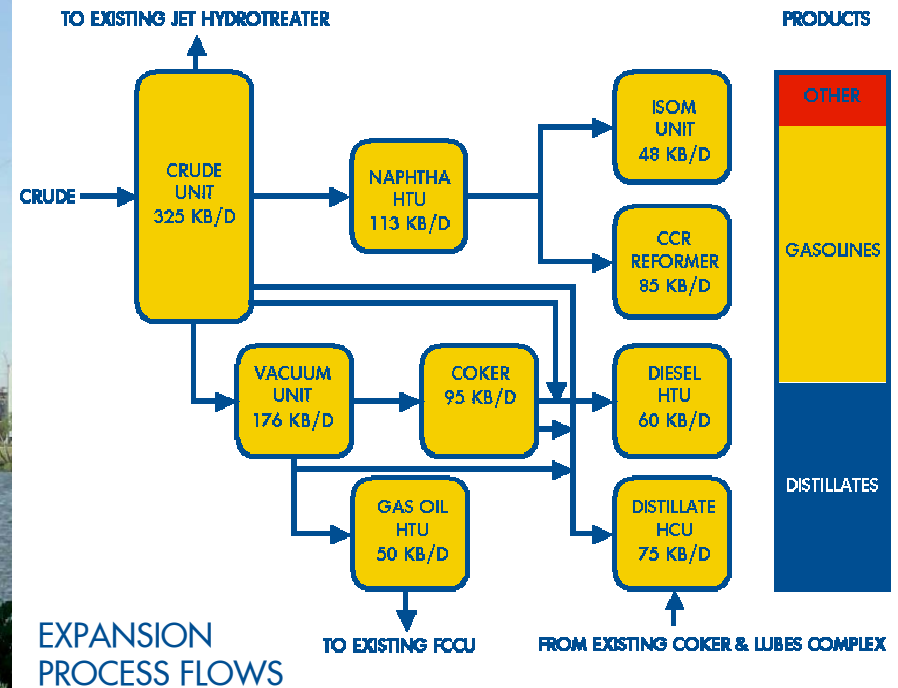 TO EXISTING JET HYDROTREATER
PRODUCTS
CRUDE
CRUDE
UNIT
325 KB/D
NAPHTHA
HTU
113 KB/D
ISOM
UNIT
48 KB/D
CCR
REFORMER
85 KB/D
VACUUM
UNIT
176 KB/D
COKER
95 KB/D
DIESEL
HTU
60 KB/D
GAS OIL
HTU
50 KB/D
DISTILLATE
HCU
75 KB/D
OTHER
GASOLINES
DISTILLATES
TO EXISTING FCCU
FROM EXISTING COKER & LUBES COMPLEX
EXPANSION
PROCESS FLOWS